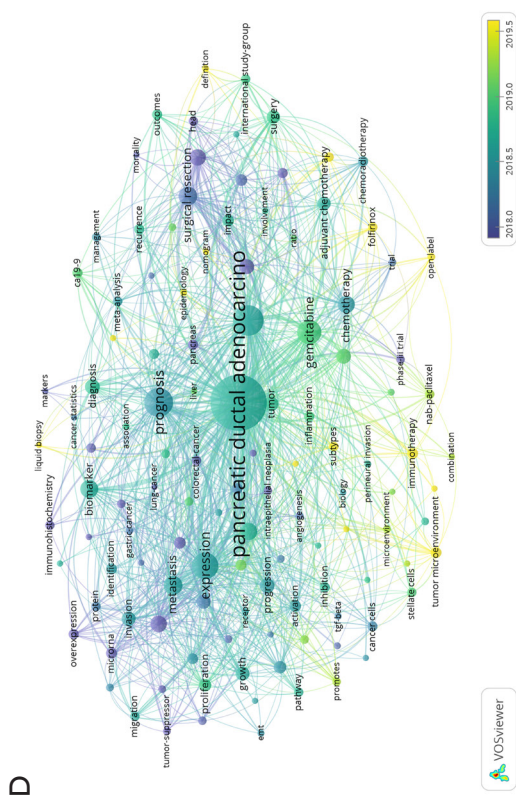 D
liquid biopsy
markers
immunohistochemistry
cancer statistics
ca19-9
overexpression
biomarker
diagnosis
management
protein
meta-analysis
mortality
microrna
identification
gastric-cancer
association
recurrence
outcomes
migration
invasion
lung-cancer
prognosis
epidemiology
definition
tumor-suppressor
metastasis
colorectal-cancer
liver
pancreas
nomogram
surgical resection
head
proliferation
expression
impact
international study-group
growth
receptor
pancreatic ductal adenocarcino
involvement
surgery
emt
progression
intraepithelial neoplasia
tumor
ratio
pathway
activation
angiogenesis
inflammation
gemcitabine
adjuvant chemotherapy
promotes
tgf-beta
inhibition
biology
subtypes
chemotherapy
chemoradiotherapy
cancer cells
perineural invasion
folfirinox
microenvironment
phase-iii trial
trial
stellate cells
immunotherapy
nab-paclitaxel
open-label
tumor microenvironment
combination
VOSviewer
2018.0 2018.5 2019.0 2019.5